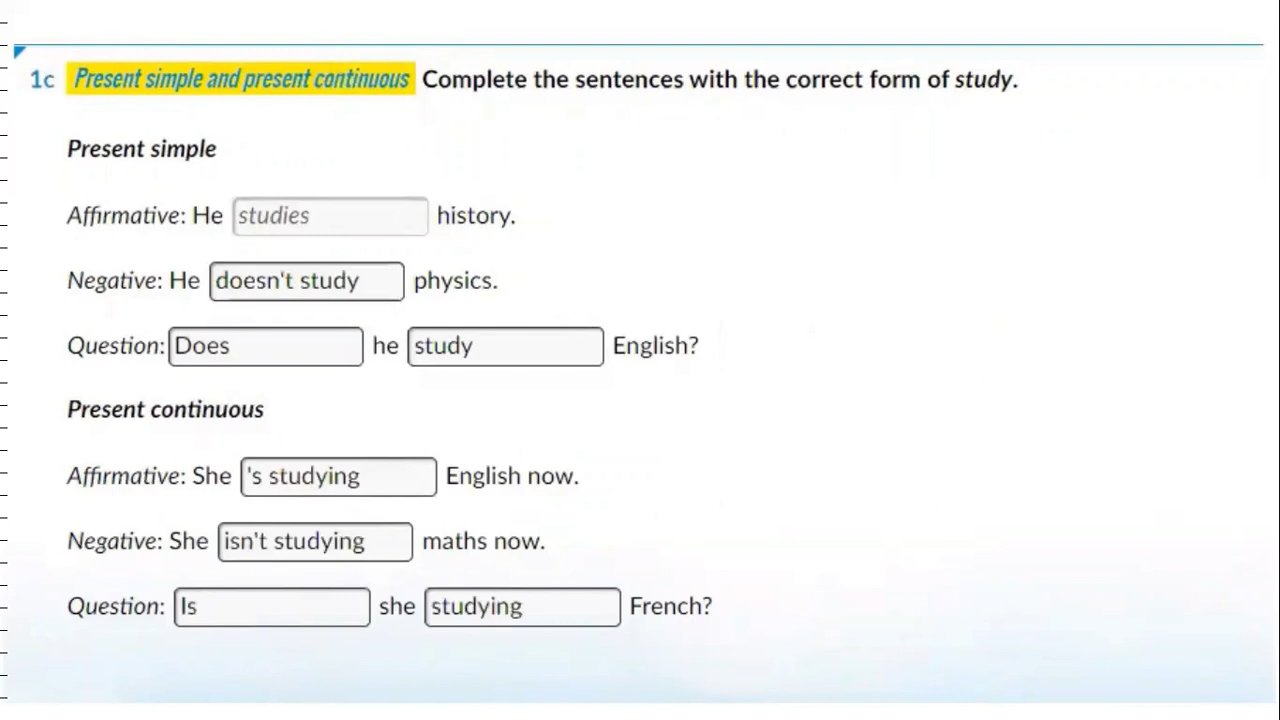 1c Present simple and present continuous Complete the sentences with the correct form of study.
Present simple
Affirmative: He studies history.
Negative: He doesn't study physics.
Question: Does he study English?
Present continuous
Affirmative: She 's studying English now.
Negative: She isn't studying maths now.
Question: Is she studying French?